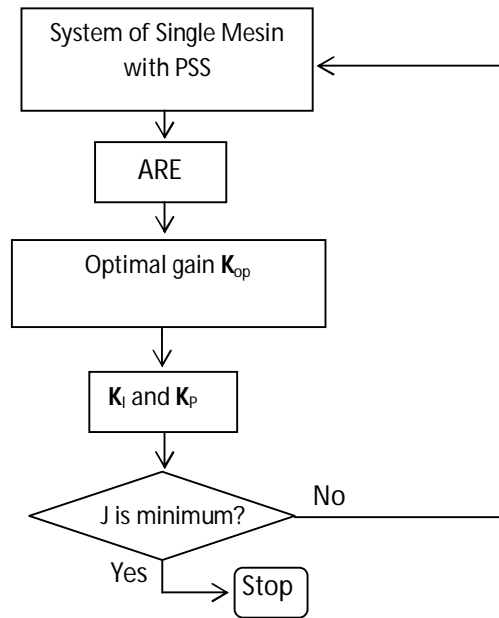 System of Single Mesin
with PSS
ARE
Optimal gain Kop
KI and KP
J is minimum?
No
Yes
Stop